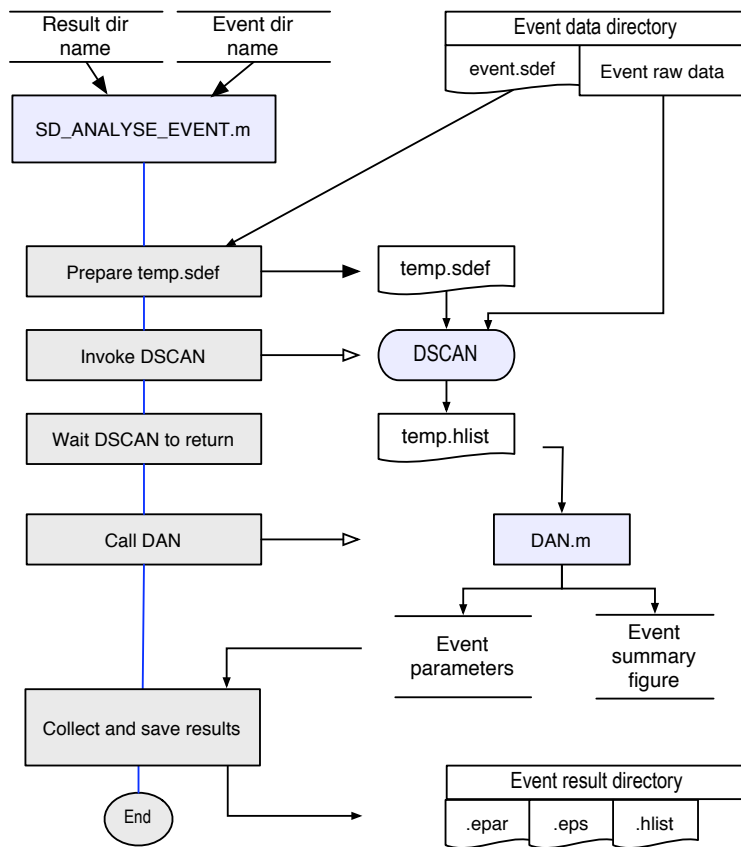 Result dir
name
Event dir
name
Event data directory
event.sdef
Event raw data
SD_ANALYSE_EVENT.m
Prepare temp.sdef
temp.sdef
Invoke DSCAN
DSCAN
Wait DSCAN to return
temp.hlist
Call DAN
DAN.m
Event
parameters
Event
summary
figure
Collect and save results
End
Event result directory
.epar
.eps
.hlist